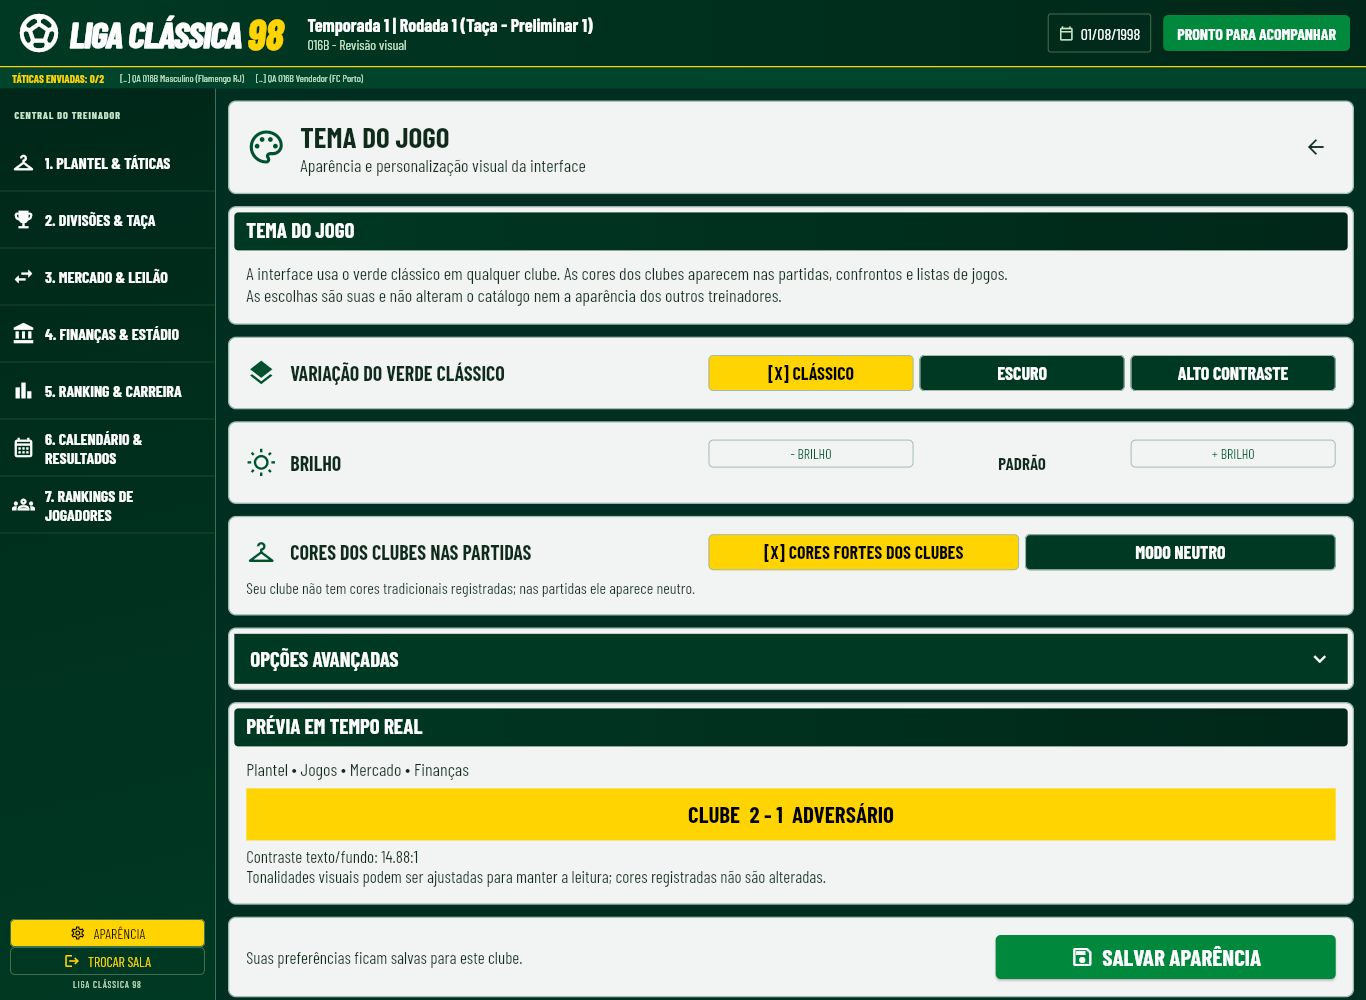 LIGA CLÁSSICA 98
Temporada 1 | Rodada 1 (Taça - Preliminar 1)
016B - Revisão visual
01/08/1998
PRONTO PARA ACOMPANHAR
TÁTICAS ENVIADAS: 0/2 [..] QA 016B Masculino (Flamengo RJ) [..] QA 016B Vendedor (FC Porto)
CENTRAL DO TREINADOR
1. PLANTEL & TÁTICAS
2. DIVISÕES & TAÇA
3. MERCADO & LEILÃO
4. FINANÇAS & ESTÁDIO
5. RANKING & CARREIRA
6. CALENDÁRIO &
RESULTADOS
7. RANKINGS DE
JOGADORES
APARÊNCIA
TROCAR SALA
LIGA CLÁSSICA 98
TEMA DO JOGO
Aparência e personalização visual da interface
TEMA DO JOGO
A interface usa o verde clássico em qualquer clube. As cores dos clubes aparecem nas partidas, confrontos e listas de jogos.
As escolhas são suas e não alteram o catálogo nem a aparência dos outros treinadores.
VARIAÇÃO DO VERDE CLÁSSICO
[X] CLÁSSICO
ESCURO
ALTO CONTRASTE
BRILHO
- BRILHO
PADRÃO
+ BRILHO
CORES DOS CLUBES NAS PARTIDAS
[X] CORES FORTES DOS CLUBES
MODO NEUTRO
Seu clube não tem cores tradicionais registradas; nas partidas ele aparece neutro.
OPÇÕES AVANÇADAS
PRÉVIA EM TEMPO REAL
Plantel • Jogos • Mercado • Finanças
CLUBE 2 - 1 ADVERSÁRIO
Contraste texto/fundo: 14.88:1
Tonalidades visuais podem ser ajustadas para manter a leitura; cores registradas não são alteradas.
Suas preferências ficam salvas para este clube.
SALVAR APARÊNCIA